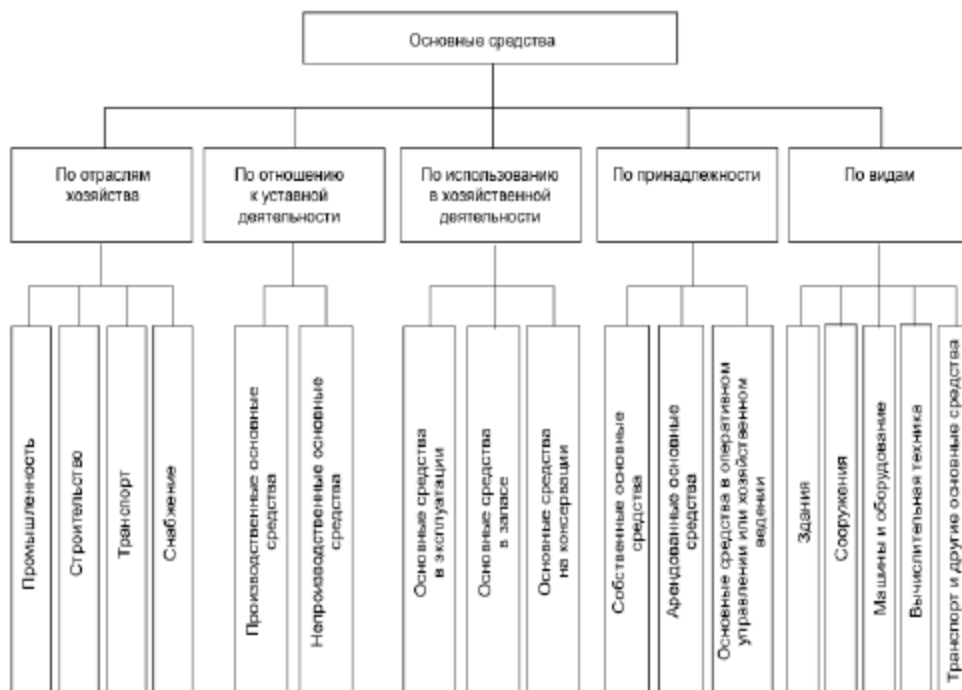 Основные средства
По отраслям
хозяйства
По отношению
к уставной
деятельности
По использованию
в хозяйственной
деятельности
По принадлежности
По видам
Промышленность
Строительство
Транспорт
Снабжение
Производственные основные
средства
Непроизводственные основные
средства
Основные средства
в эксплуатации
Основные средства
в запасе
Основные средства
на консервации
Собственные основные
средства
Арендованные основные
средства
Основные средства в оперативном
управлении или хозяйственном
ведении
Здания
Сооружения
Машины и оборудование
Вычислительная техника
Транспорт и другие основные средства